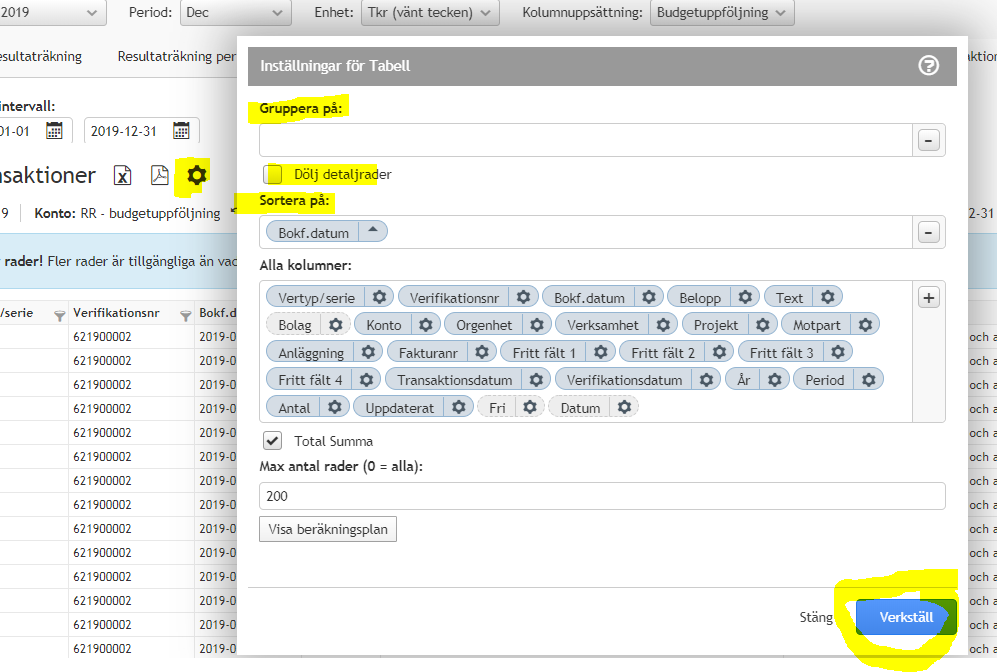 2019 Period: Dec Enhet: Tkr (vänt tecken) Kolumnuppsättning: Budgetuppföljning
Resultaträkning
Inställningar för Tabell ?
Gruppera på:
Dölj detaljrader
Sortera på:
Bokf.datum
Alla kolumner:
Vertyp/serie Verifikationsnr Bokf.datum Belopp Text
Bolag Konto Orgenhet Verksamhet Projekt Motpart
Anläggning Fakturanr Fritt fält 1 Fritt fält 2 Fritt fält 3
Fritt fält 4 Transaktionsdatum Verifikationsdatum År Period
Antal Uppdaterat Fri Datum
Total Summa
Max antal rader (0 = alla):
200
Visa beräkningsplan
Stäng Verkställ
ntervall:
01-01 2019-12-31
nsaktioner
9 Konto: RR - budgetuppföljning
2-31
rader! Fler rader är tillgängliga än
/serie Verifikationsnr Bokf.d
621900002 2019-0 och a
621900002 2019-0 och a
621900002 2019-0 och a
621900002 2019-0 och a
621900002 2019-0 och a
621900002 2019-0 och a
621900002 2019-0 och a
621900002 2019-0 och a
621900002 2019-0 och a
621900002 2019-0 och a
621900002 2019-0 och a
621900002 2019-0 och a
621900002 2019-0 och a
621900002 2019-0 och a